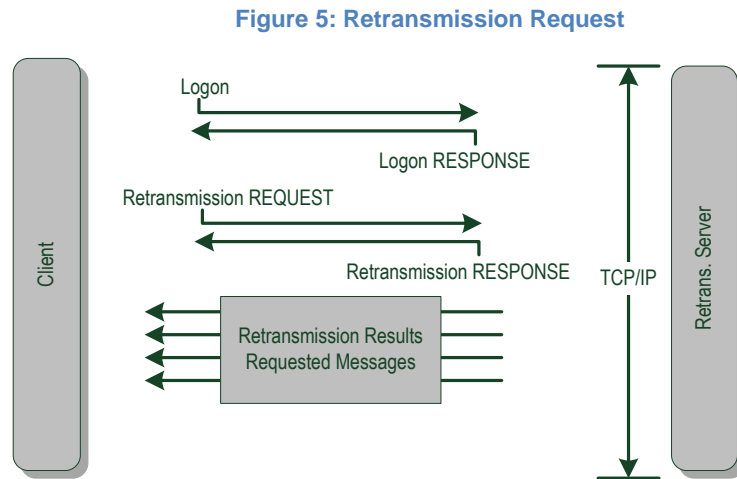 Figure 5: Retransmission Request
Logon
Logon RESPONSE
Retransmission REQUEST
Retransmission RESPONSE
Client
TCP/IP
Retrans. Server
Retransmission Results
Requested Messages